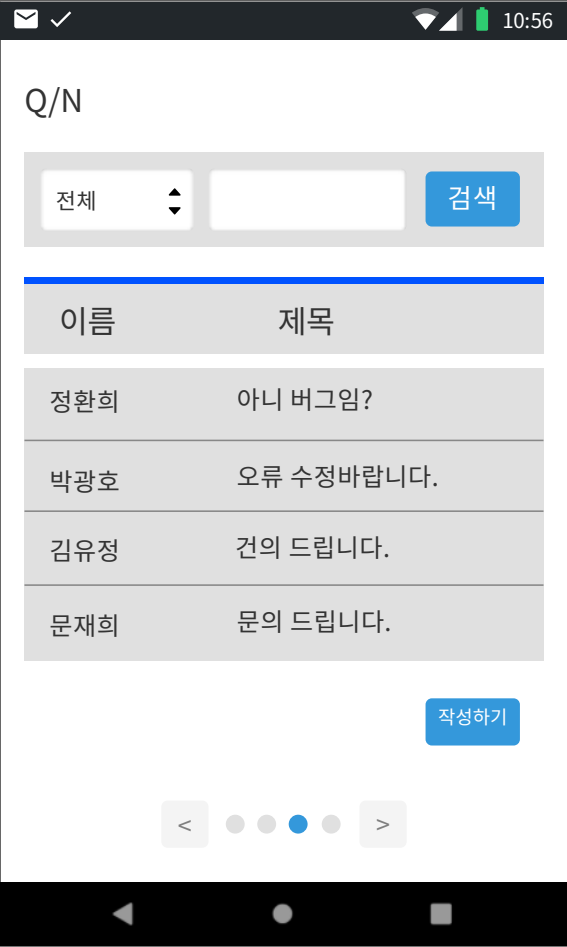 10:56
Q/N
전체
검색
이름 제목
정환희 아니 버그임?
박광호 오류 수정바랍니다.
김유정 건의 드립니다.
문재희 문의 드립니다.
작성하기
< >